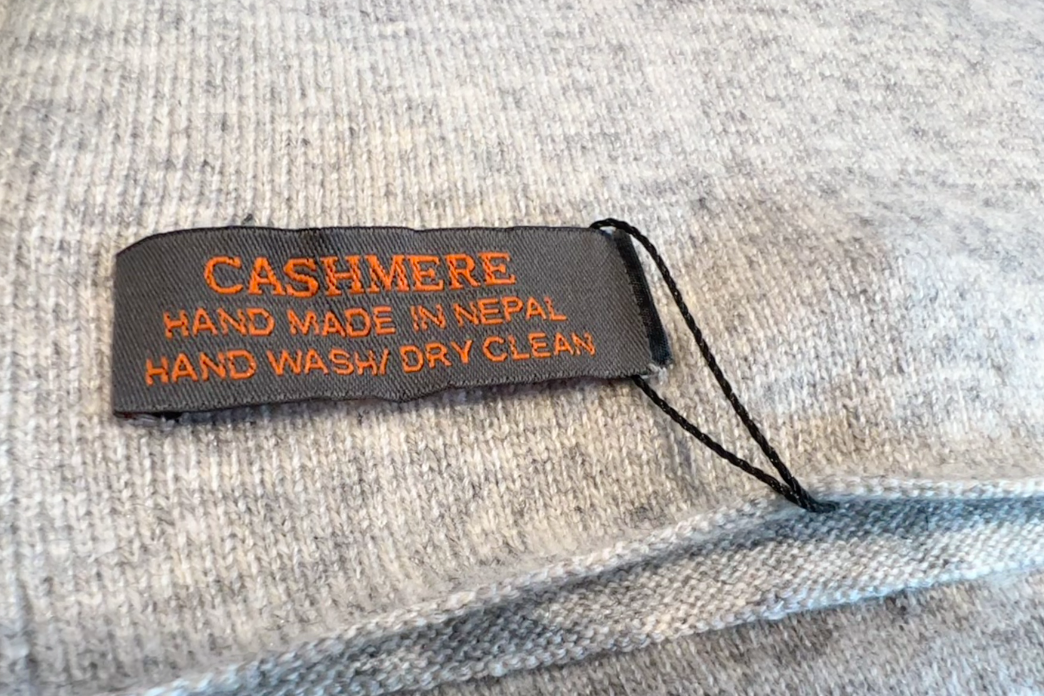 CASHMERE
HAND MADE IN NEPAL
HAND WASH/ DRY CLEAN